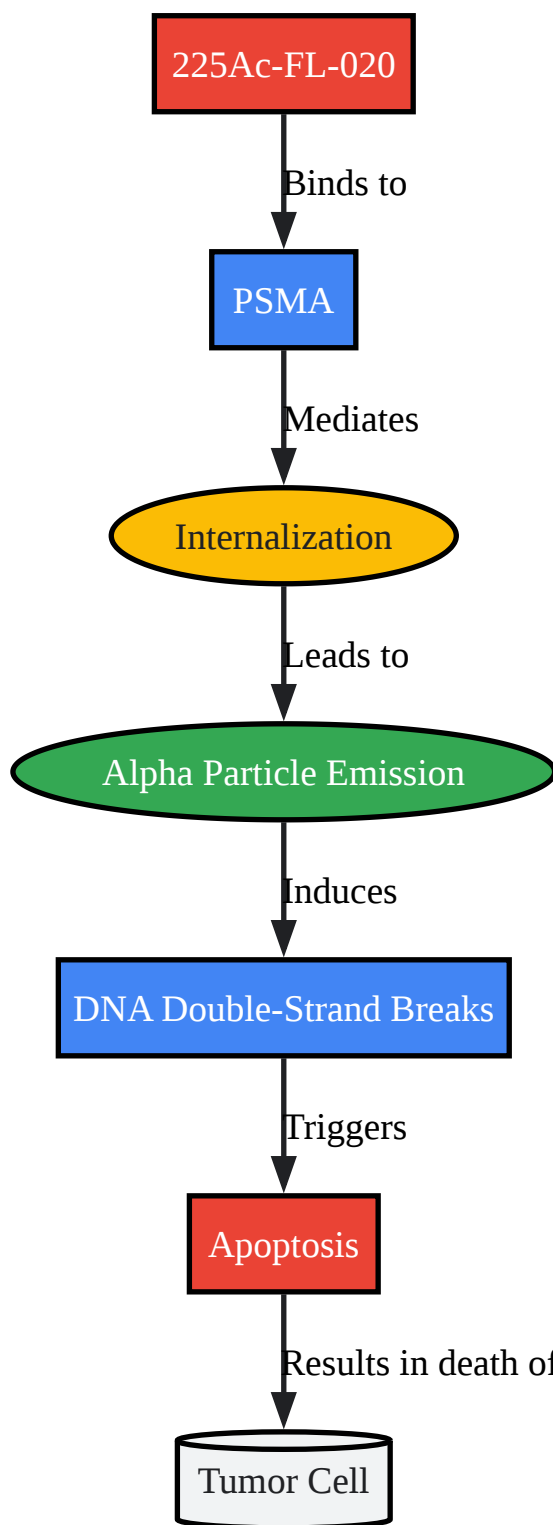 225Ac-FL-020
Binds to
PSMA
Mediates
Internalization
Leads to
Alpha Particle Emission
Induces
DNA Double-Strand Breaks
Triggers
Apoptosis
Results in death of
Tumor Cell